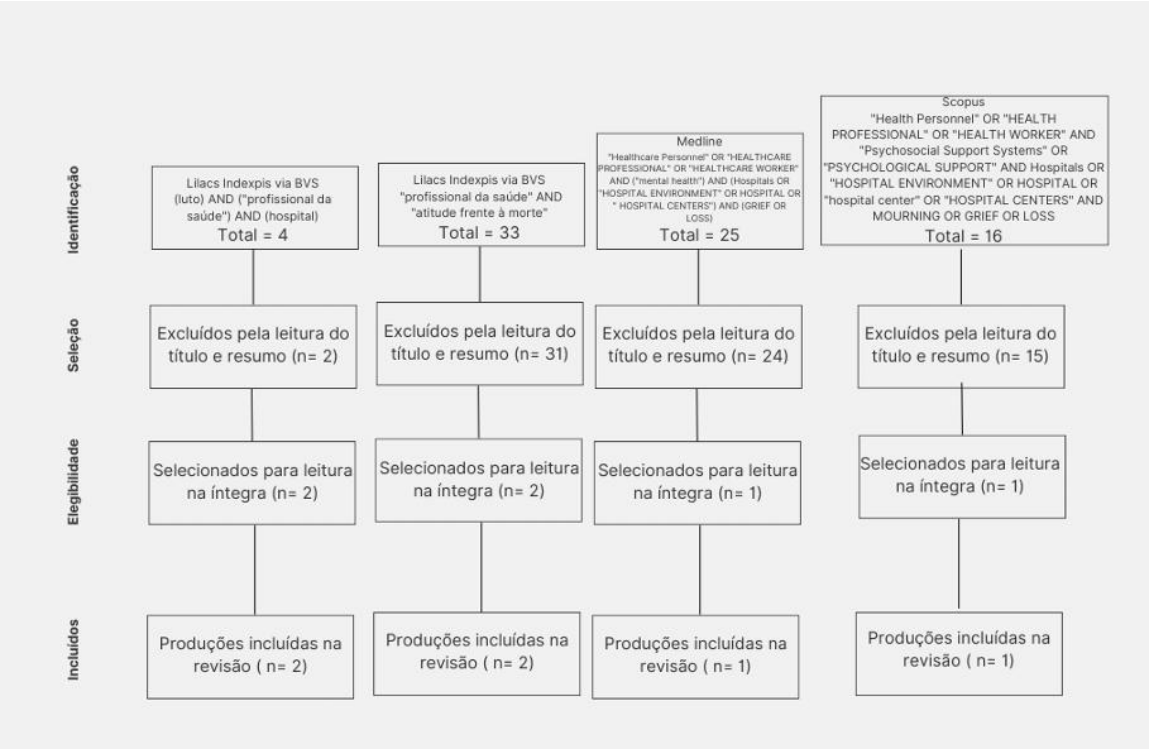 Identificação
Lilacs Indexpis via BVS
(luto) AND ("profissional da
saúde") AND (hospital)
Total = 4
Lilacs Indexpis via BVS
"profissional da saúde" AND
"atitude frente à morte"
Total = 33
Medline
"Healthcare Personnel" OR "HEALTHCARE
PROFESSIONAL" OR "HEALTHCARE WORKER"
AND ("mental health") AND (Hospitals OR
"HOSPITAL ENVIRONMENT" OR HOSPITAL OR
" HOSPITAL CENTERS") AND (GRIEF OR
LOSS)
Total = 25
Scopus
"Health Personnel" OR "HEALTH
PROFESSIONAL" OR "HEALTH WORKER" AND
"Psychosocial Support Systems" OR
"PSYCHOLOGICAL SUPPORT" AND Hospitals OR
"HOSPITAL ENVIRONMENT" OR HOSPITAL OR
"hospital center" OR "HOSPITAL CENTERS" AND
MOURNING OR GRIEF OR LOSS
Total = 16
Seleção
Excluídos pela leitura do
título e resumo (n= 2)
Excluídos pela leitura do
título e resumo (n= 31)
Excluídos pela leitura do
título e resumo (n= 24)
Excluídos pela leitura do
título e resumo (n= 15)
Elegibilidade
Selecionados para leitura
na íntegra (n= 2)
Selecionados para leitura
na íntegra (n= 2)
Selecionados para leitura
na íntegra (n= 1)
Selecionados para leitura
na íntegra (n= 1)
Incluídos
Produções incluídas na
revisão ( n= 2)
Produções incluídas na
revisão ( n= 2)
Produções incluídas na
revisão ( n= 1)
Produções incluídas na
revisão ( n= 1)